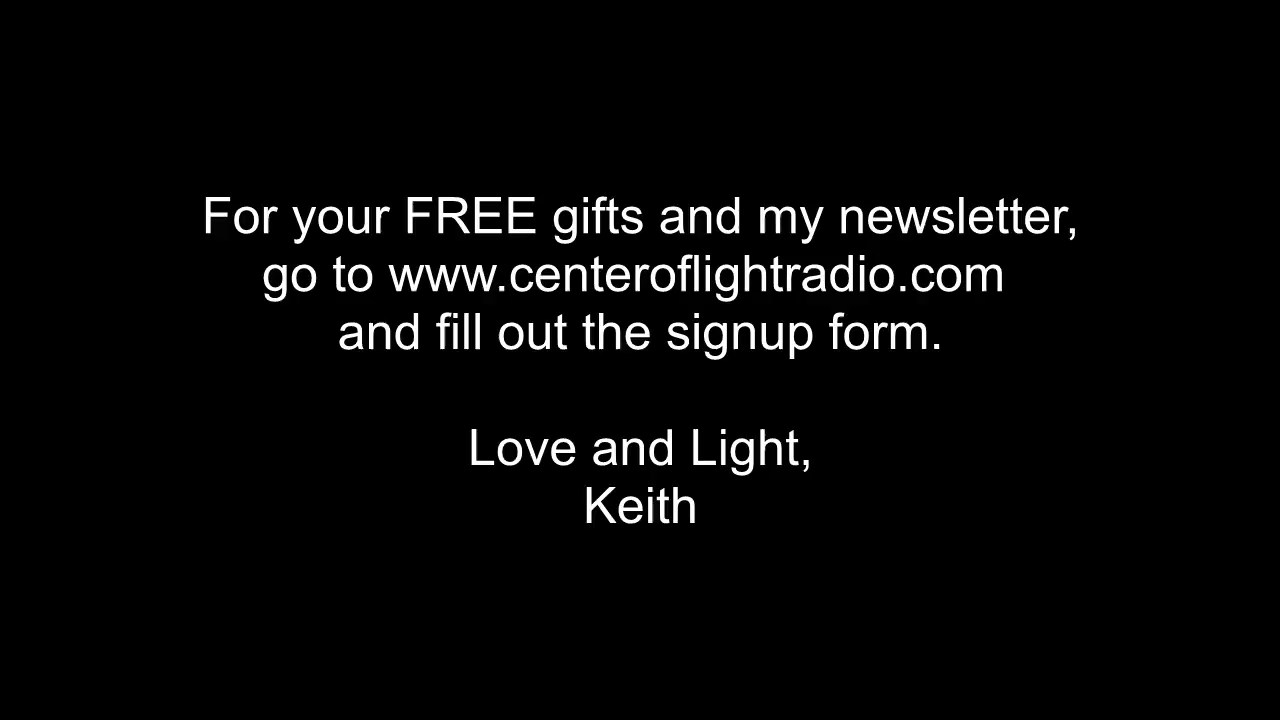 For your FREE gifts and my newsletter,
go to www.centeroflightradio.com
and fill out the signup form.
Love and Light,
Keith